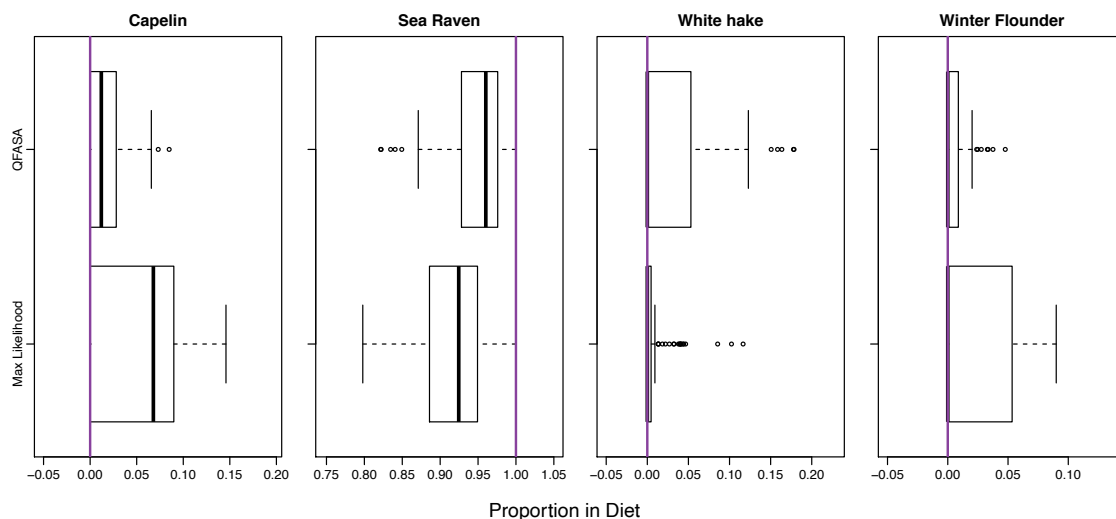 Capelin Sea Raven White hake Winter Flounder
QFASA
Max Likelihood
−0.05 0.00 0.05 0.10 0.15 0.20 0.75 0.80 0.85 0.90 0.95 1.00 1.05 −0.05 0.00 0.05 0.10 0.15 0.20 −0.05 0.00 0.05 0.10
Proportion in Diet